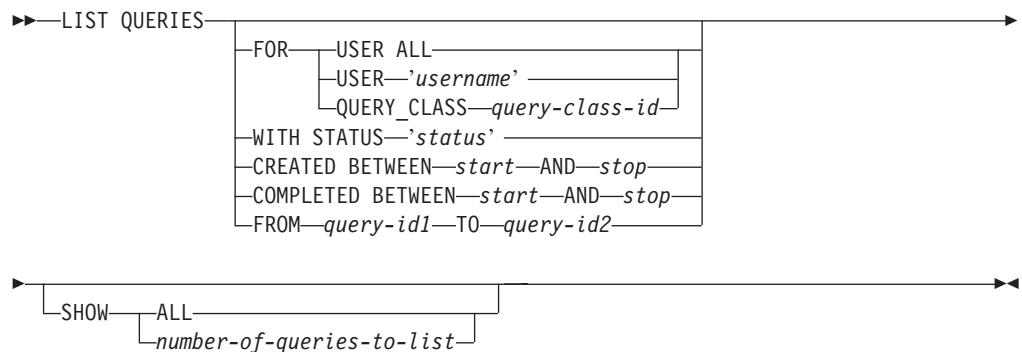 LIST QUERIES
FOR USER ALL
USER ’username’
QUERY_CLASS query-class-id
WITH STATUS ’status’
CREATED BETWEEN start AND stop
COMPLETED BETWEEN start AND stop
FROM query-id1 TO query-id2
SHOW ALL
number-of-queries-to-list